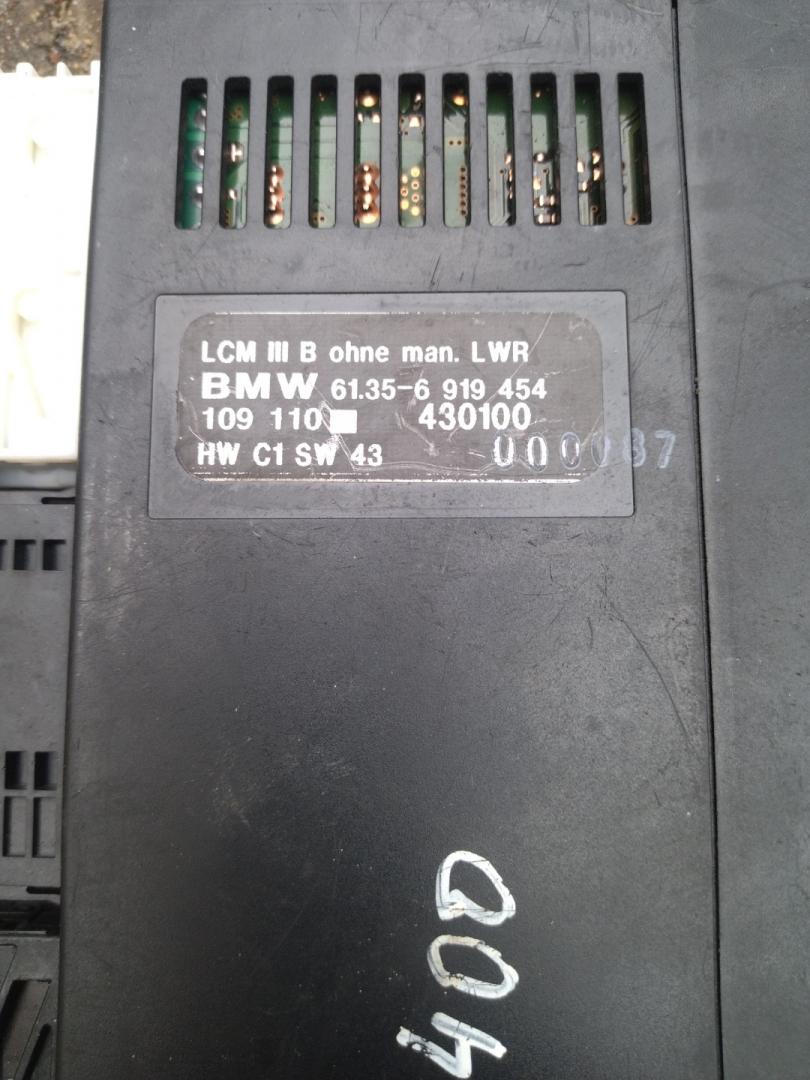 LCM III B ohne man. LWR
BMW 61.35-6 919 454
109 110 430100
HW C1 SW 43 000087
400